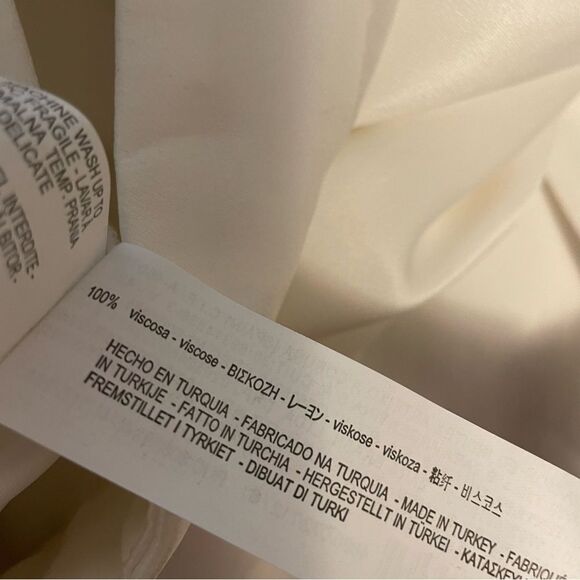 CHINE WASH UP TO
FRAGILE - LAVAR À
MALNA TEMP. PRANIA
DELICATE
INTERDITE -
100% viscosa - viscose - ΒΙΣΚΟΖΗ - レーヨン - viskose - viskoza - 粘纤 - 비스코스
HECHO EN TURQUIA - FABRICADO NA TURQUIA - MADE IN TURKEY - FABRIQUÉ
IN TURKIJE - FATTO IN TURCHIA - HERGESTELLT IN TÜRKEI - ΚΑΤΑΣΚΕΥ
FREMSTILLET I TYRKIET - DIBUAT DI TURKI